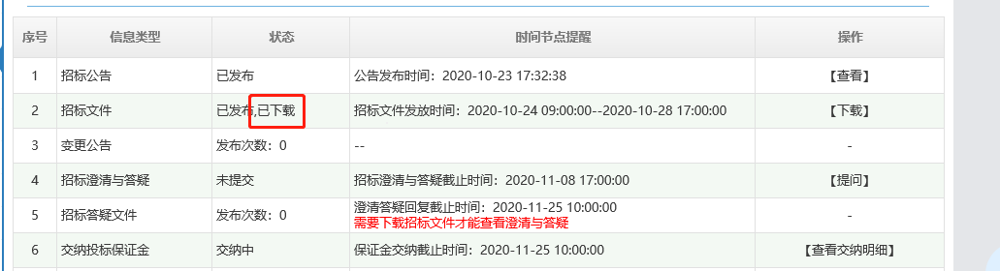 序号 信息类型 状态 时间节点提醒 操作
1 招标公告 已发布 公告发布时间：2020-10-23 17:32:38 【查看】
2 招标文件 已发布,已下载 招标文件发放时间：2020-10-24 09:00:00--2020-10-28 17:00:00 【下载】
3 变更公告 发布次数：0 -- -
4 招标澄清与答疑 未提交 招标澄清与答疑截止时间：2020-11-08 17:00:00 【提问】
5 招标答疑文件 发布次数：0 澄清答疑回复截止时间：2020-11-25 10:00:00 -
需要下载招标文件才能查看澄清与答疑
6 交纳投标保证金 交纳中 保证金交纳截止时间：2020-11-25 10:00:00 【查看交纳明细】